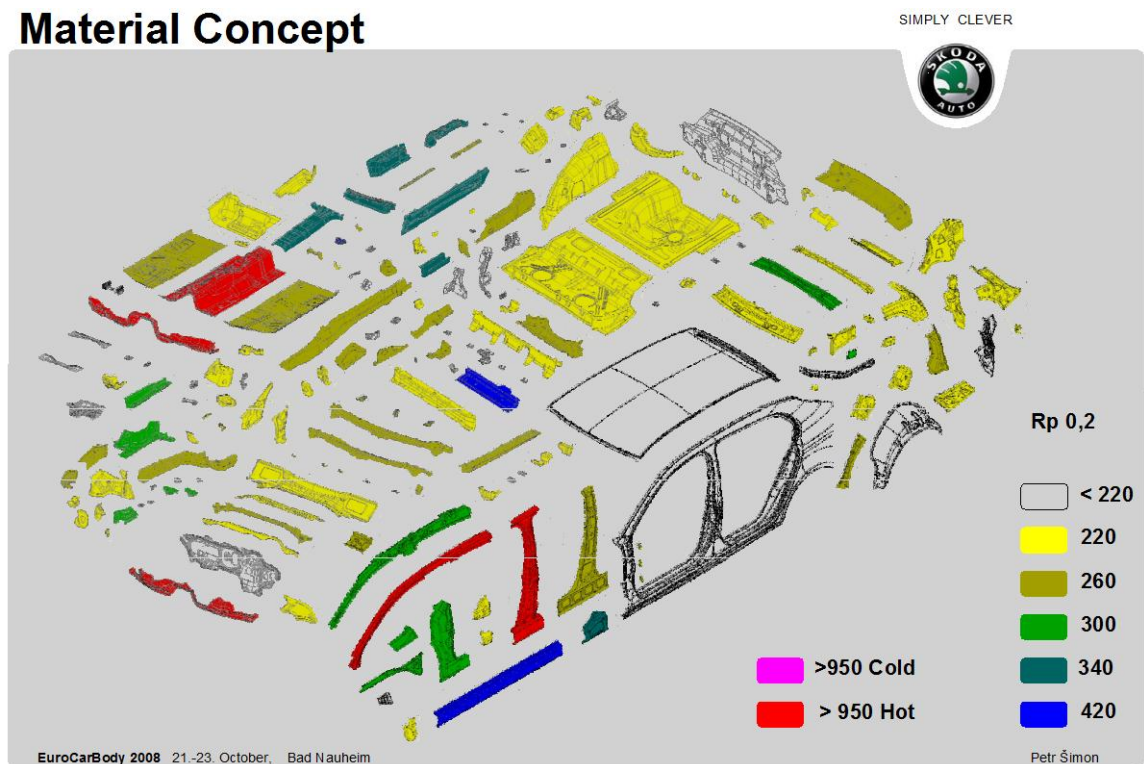 Material Concept
SIMPLY CLEVER
SKODA
AUTO
Rp 0,2
< 220
220
260
300
>950 Cold
340
> 950 Hot
420
EuroCarBody 2008 21.-23. October, Bad Nauheim
Petr Šimon